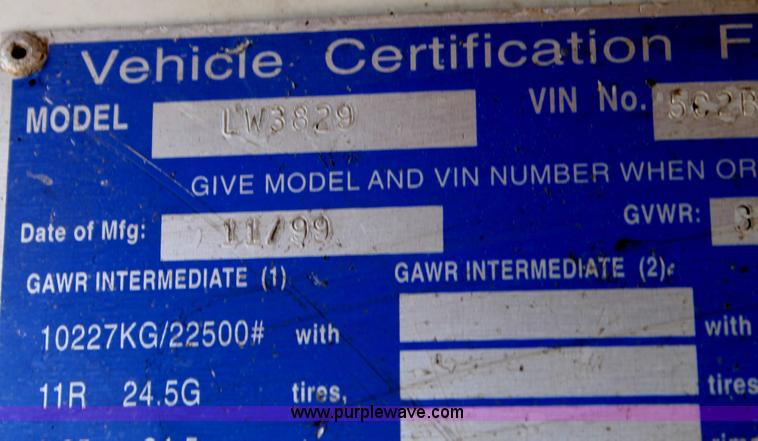 Vehicle Certification F
MODEL LW3829 VIN No. 5C2B
GIVE MODEL AND VIN NUMBER WHEN OR
Date of Mfg: 11/99 GVWR:
GAWR INTERMEDIATE (1) GAWR INTERMEDIATE (2)
10227KG/22500# with with
11R 24.5G tires, tires
www.purplewave.com